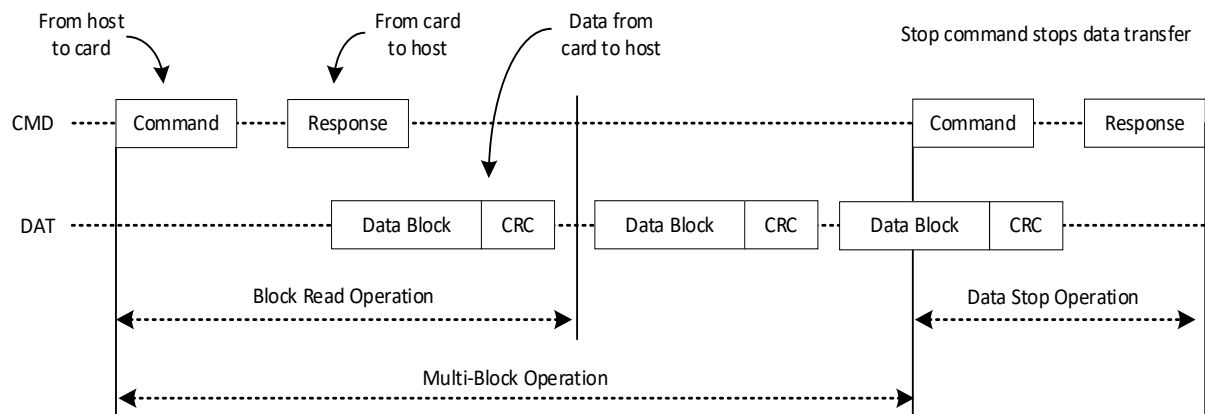 From host
to card
From card
to host
Data from
card to host
Stop command stops data transfer
CMD
Command
Response
Command
Response
DAT
Data Block
CRC
Data Block
CRC
Data Block
CRC
Block Read Operation
Data Stop Operation
Multi-Block Operation